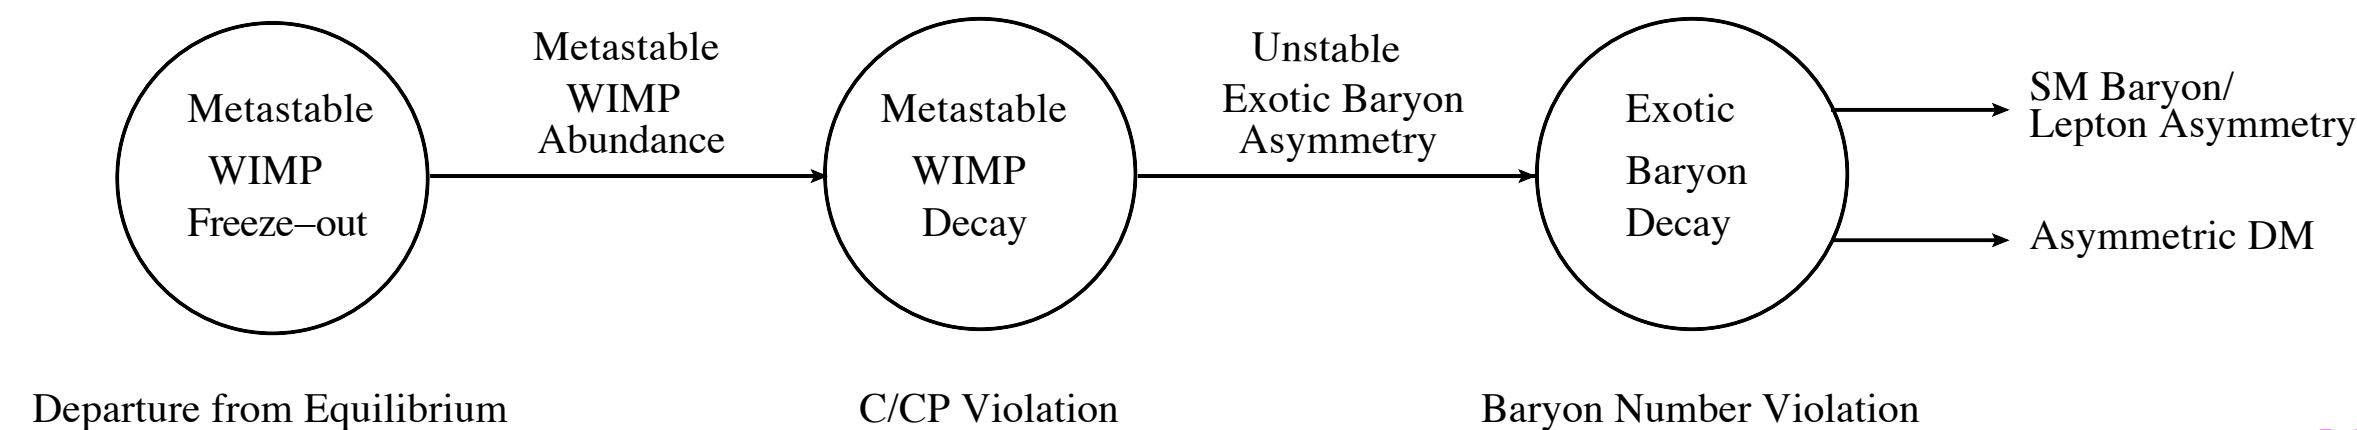 Metastable
WIMP
Freeze–out
Metastable
WIMP
Abundance
Metastable
WIMP
Decay
Unstable
Exotic Baryon
Asymmetry
Exotic
Baryon
Decay
SM Baryon/
Lepton Asymmetry
Asymmetric DM
Departure from Equilibrium
C/CP Violation
Baryon Number Violation